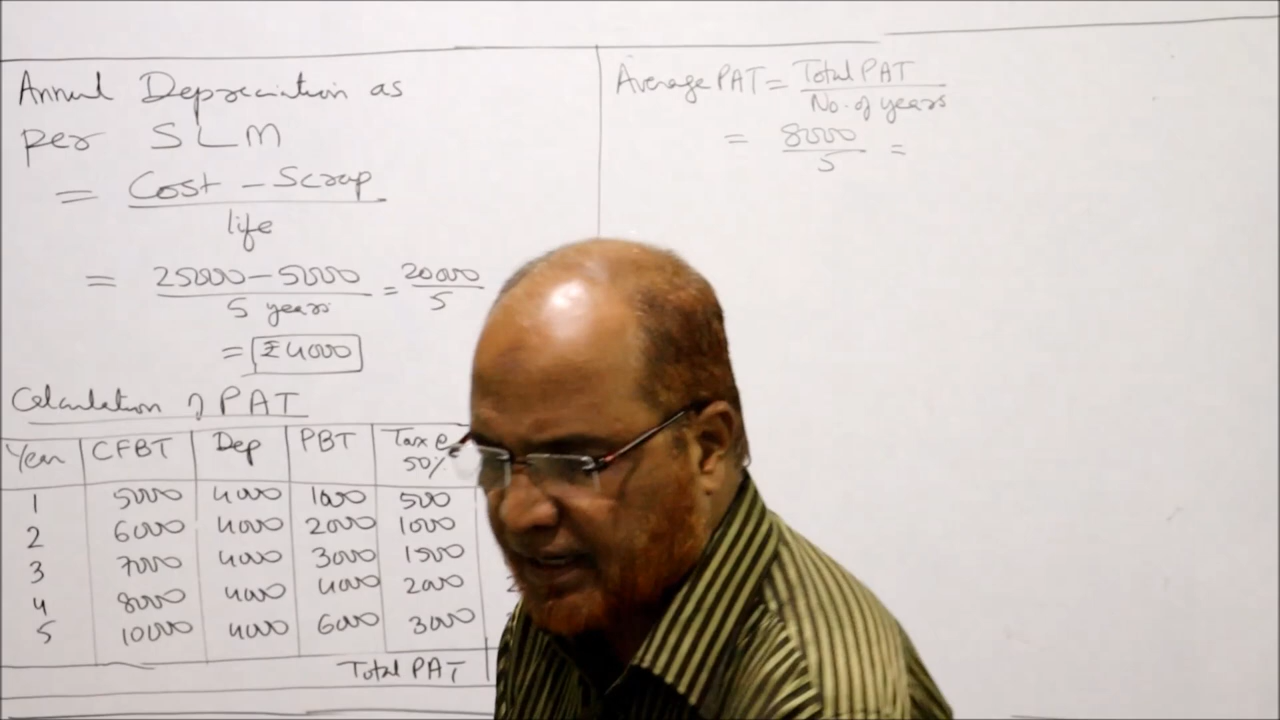 Annual Depreciation as
per SLM
= Cost - Scrap
life
= 25000 - 5000 = 20000
5 years 5
= ₹4000
Calculation of PAT
Year CFBT Dep PBT Tax @
50%
1 5000 4000 1000 500
2 6000 4000 2000 1000
3 7000 4000 3000 1500
4 8000 4000 4000 2000
5 10000 4000 6000 3000
Total PAT
Average PAT = Total PAT
No. of years
= 8000 =
5